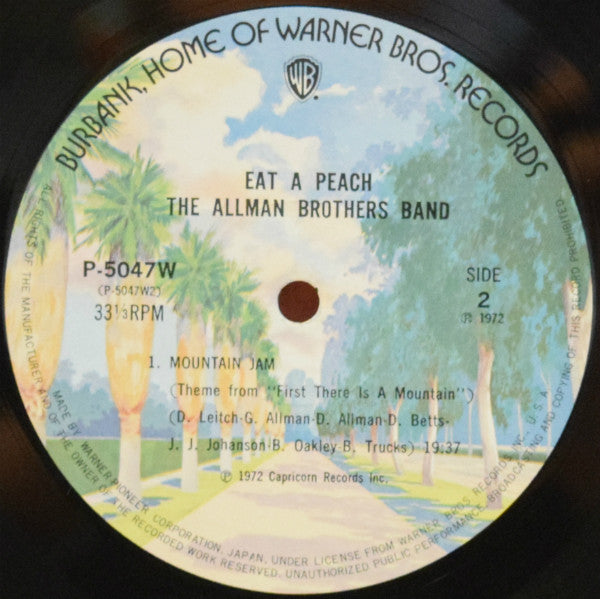 BURBANK, HOME OF WARNER BROS. RECORDS
WB
EAT A PEACH
THE ALLMAN BROTHERS BAND
P-5047W
(P-5047W2)
33⅓RPM
SIDE
2
Ⓟ 1972
1. MOUNTAIN JAM
(Theme from "First There Is A Mountain")
(D. Leitch-G. Allman-D. Allman-D. Betts-
J. J. Johanson-B. Oakley-B. Trucks) 19:37
Ⓟ 1972 Capricorn Records Inc.
MADE BY WARNER-PIONEER CORPORATION, JAPAN, UNDER LICENSE FROM WARNER BROS RECORDS INC., U.S.A.
ALL RIGHTS OF THE MANUFACTURER AND OF THE OWNER OF THE RECORDED WORK RESERVED. UNAUTHORIZED PUBLIC PERFORMANCE, BROADCASTING AND COPYING OF THIS RECORD PROHIBITED